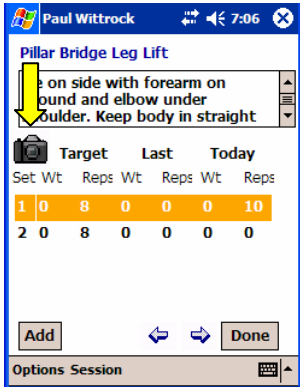 Paul Wittrock 7:06
Pillar Bridge Leg Lift
on side with forearm on
ound and elbow under
oulder. Keep body in straight
Target Last Today
Set Wt Reps Wt Reps Wt Reps
1 0 8 0 0 0 10
2 0 8 0 0 0 0
Add Done
Options Session